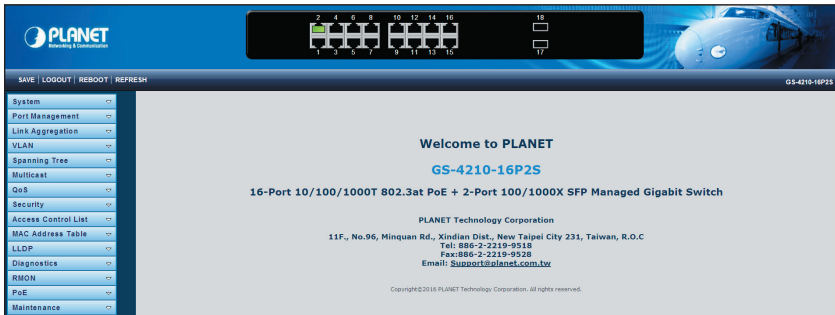 PLANET
Networking & Communication
2 4 6 8 10 12 14 16 18
1 3 5 7 9 11 13 15 17
SAVE | LOGOUT | REBOOT | REFRESH
GS-4210-16P2S
System
Port Management
Link Aggregation
VLAN
Spanning Tree
Multicast
QoS
Security
Access Control List
MAC Address Table
LLDP
Diagnostics
RMON
PoE
Maintenance
Welcome to PLANET
GS-4210-16P2S
16-Port 10/100/1000T 802.3at PoE + 2-Port 100/1000X SFP Managed Gigabit Switch
PLANET Technology Corporation
11F., No.96, Minquan Rd., Xindian Dist., New Taipei City 231, Taiwan, R.O.C
Tel: 886-2-2219-9518
Fax:886-2-2219-9528
Email: Support@planet.com.tw
Copyright©2016 PLANET Technology Corporation. All rights reserved.